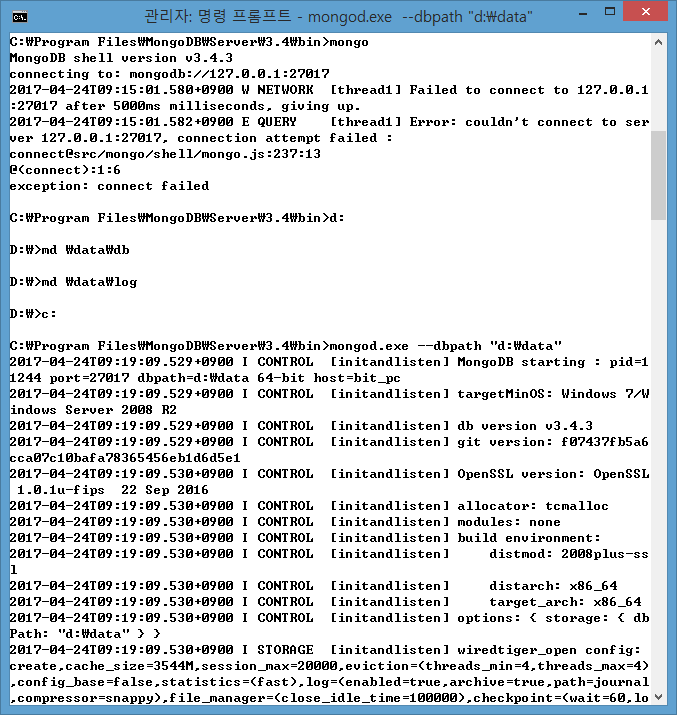 관리자: 명령 프롬프트 - mongod.exe  --dbpath "d:\data"
C:₩Program Files₩MongoDB₩Server₩3.4₩bin>mongo
MongoDB shell version v3.4.3
connecting to: mongodb://127.0.0.1:27017
2017-04-24T09:15:01.580+0900 W NETWORK  [thread1] Failed to connect to 127.0.0.1
:27017 after 5000ms milliseconds, giving up.
2017-04-24T09:15:01.582+0900 E QUERY    [thread1] Error: couldn't connect to ser
ver 127.0.0.1:27017, connection attempt failed :
connect@src/mongo/shell/mongo.js:237:13
@(connect):1:6
exception: connect failed
C:₩Program Files₩MongoDB₩Server₩3.4₩bin>d:
D:₩>md ₩data₩db
D:₩>md ₩data₩log
D:₩>c:
C:₩Program Files₩MongoDB₩Server₩3.4₩bin>mongod.exe --dbpath "d:₩data"
2017-04-24T09:19:09.529+0900 I CONTROL  [initandlisten] MongoDB starting : pid=1
1244 port=27017 dbpath=d:₩data 64-bit host=bit_pc
2017-04-24T09:19:09.529+0900 I CONTROL  [initandlisten] targetMinOS: Windows 7/W
indows Server 2008 R2
2017-04-24T09:19:09.529+0900 I CONTROL  [initandlisten] db version v3.4.3
2017-04-24T09:19:09.529+0900 I CONTROL  [initandlisten] git version: f07437fb5a6
cca07c10bafa78365456eb1d6d5e1
2017-04-24T09:19:09.530+0900 I CONTROL  [initandlisten] OpenSSL version: OpenSSL
 1.0.1u-fips  22 Sep 2016
2017-04-24T09:19:09.530+0900 I CONTROL  [initandlisten] allocator: tcmalloc
2017-04-24T09:19:09.530+0900 I CONTROL  [initandlisten] modules: none
2017-04-24T09:19:09.530+0900 I CONTROL  [initandlisten] build environment:
2017-04-24T09:19:09.530+0900 I CONTROL  [initandlisten]     distmod: 2008plus-ss
l
2017-04-24T09:19:09.530+0900 I CONTROL  [initandlisten]     distarch: x86_64
2017-04-24T09:19:09.530+0900 I CONTROL  [initandlisten]     target_arch: x86_64
2017-04-24T09:19:09.530+0900 I CONTROL  [initandlisten] options: { storage: { db
Path: "d:₩data" } }
2017-04-24T09:19:09.530+0900 I STORAGE  [initandlisten] wiredtiger_open config:
create,cache_size=3544M,session_max=20000,eviction=(threads_min=4,threads_max=4)
,config_base=false,statistics=(fast),log=(enabled=true,archive=true,path=journal
,compressor=snappy),file_manager=(close_idle_time=100000),checkpoint=(wait=60,lo